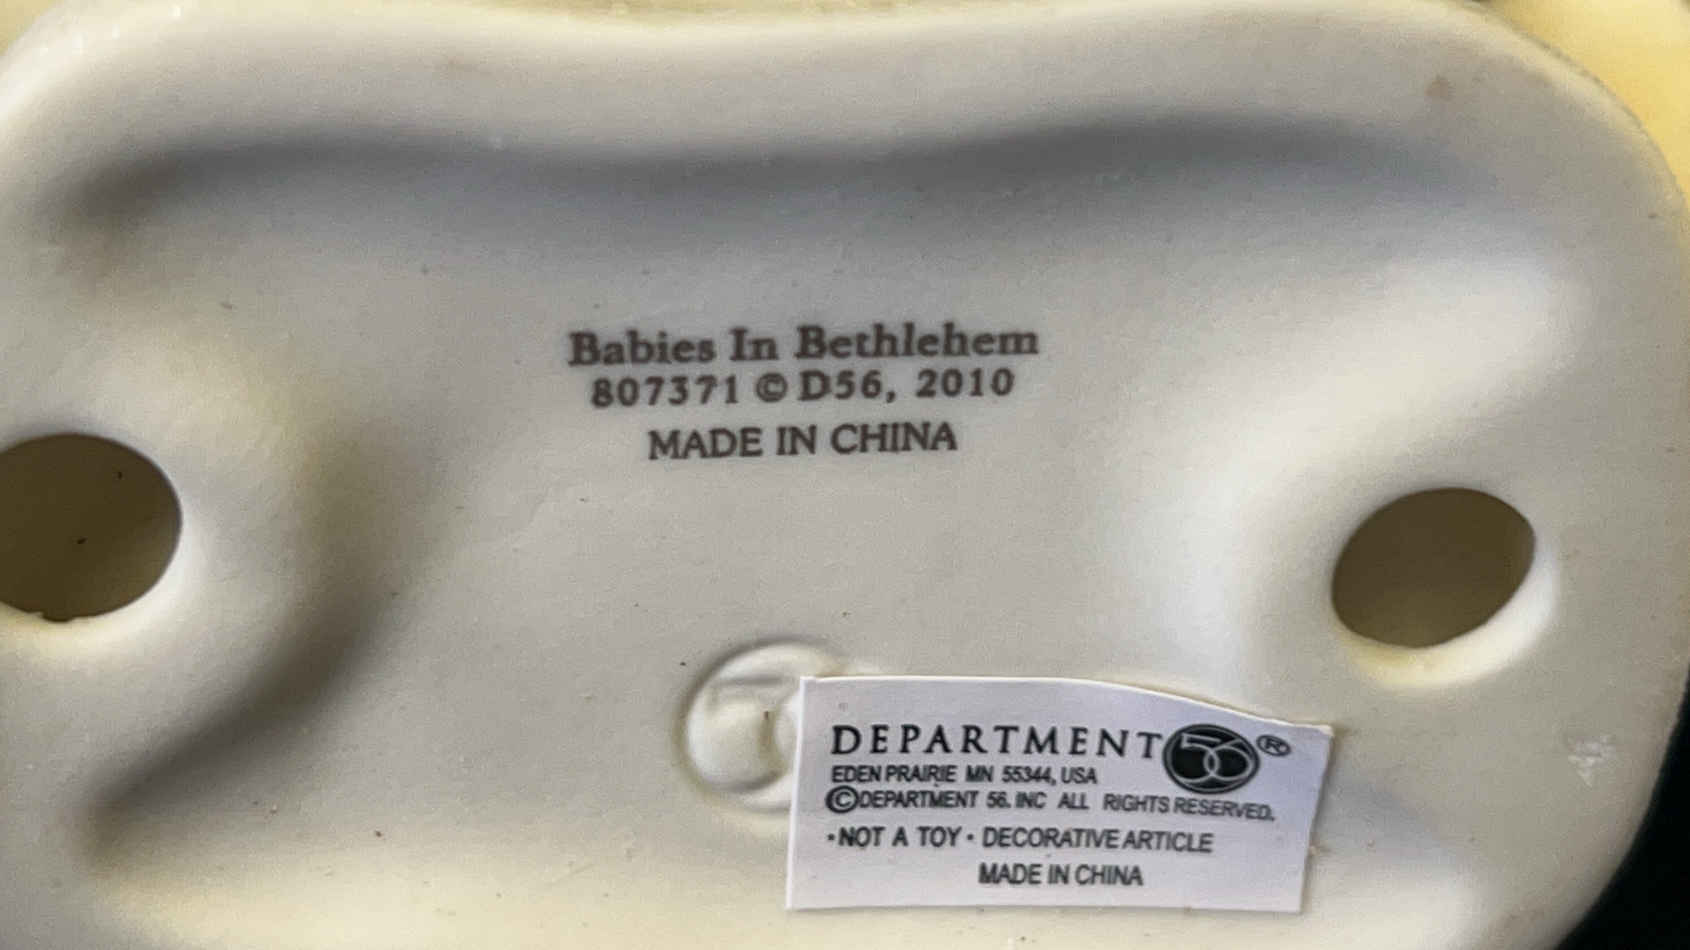 Babies In Bethlehem
807371 © D56, 2010
MADE IN CHINA
DEPARTMENT 56®
EDEN PRAIRIE MN 55344, USA
©DEPARTMENT 56. INC ALL RIGHTS RESERVED.
•NOT A TOY • DECORATIVE ARTICLE
MADE IN CHINA